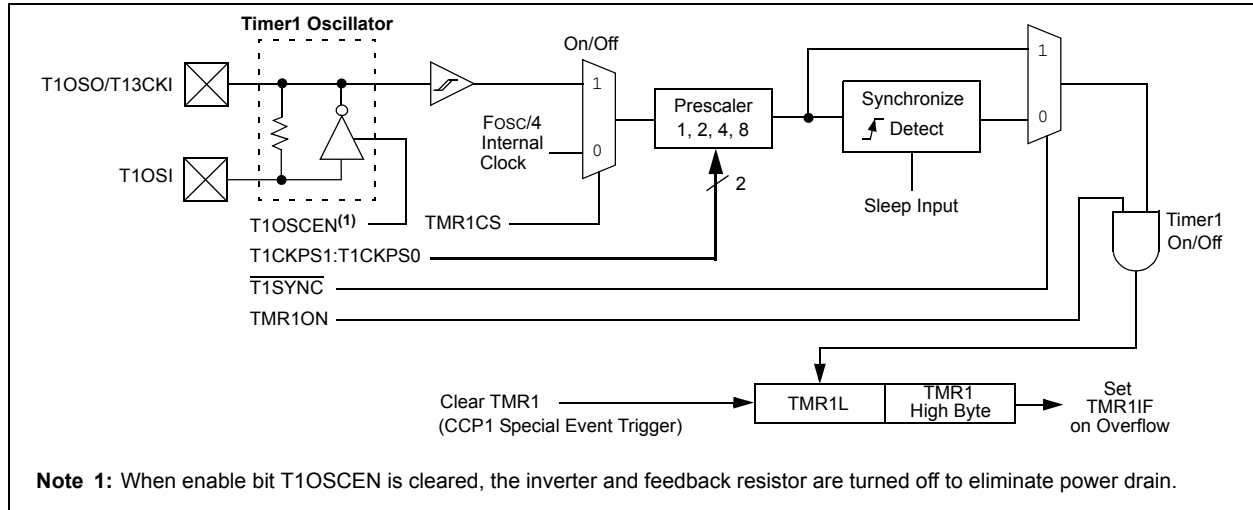 Timer1 Oscillator
On/Off
T1OSO/T13CKI
1
1
Prescaler
1, 2, 4, 8
Synchronize
Detect
FOSC/4
Internal
Clock
0
0
T1OSI
2
Sleep Input
T1OSCEN(1)
TMR1CS
Timer1
On/Off
T1CKPS1:T1CKPS0
T1SYNC
TMR1ON
Clear TMR1
(CCP1 Special Event Trigger)
TMR1L
TMR1
High Byte
Set
TMR1IF
on Overflow
Note 1: When enable bit T1OSCEN is cleared, the inverter and feedback resistor are turned off to eliminate power drain.